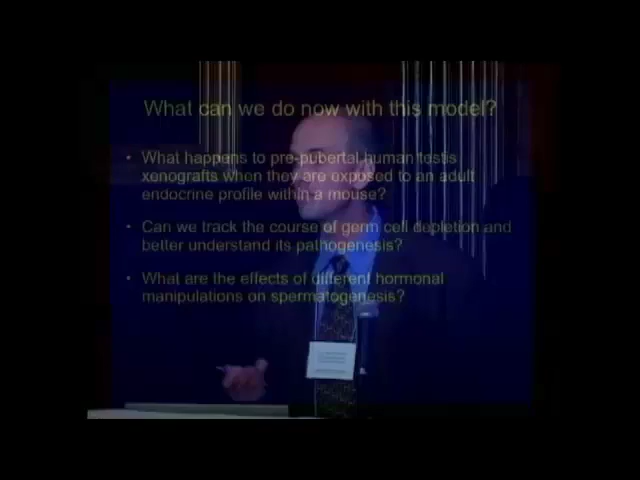 What can we do now with this model?
• What happens to pre-pubertal human testis
xenografts when they are exposed to an adult
endocrine profile within a mouse?
• Can we track the course of germ cell depletion and
better understand its pathogenesis?
• What are the effects of different hormonal
manipulations on spermatogenesis?